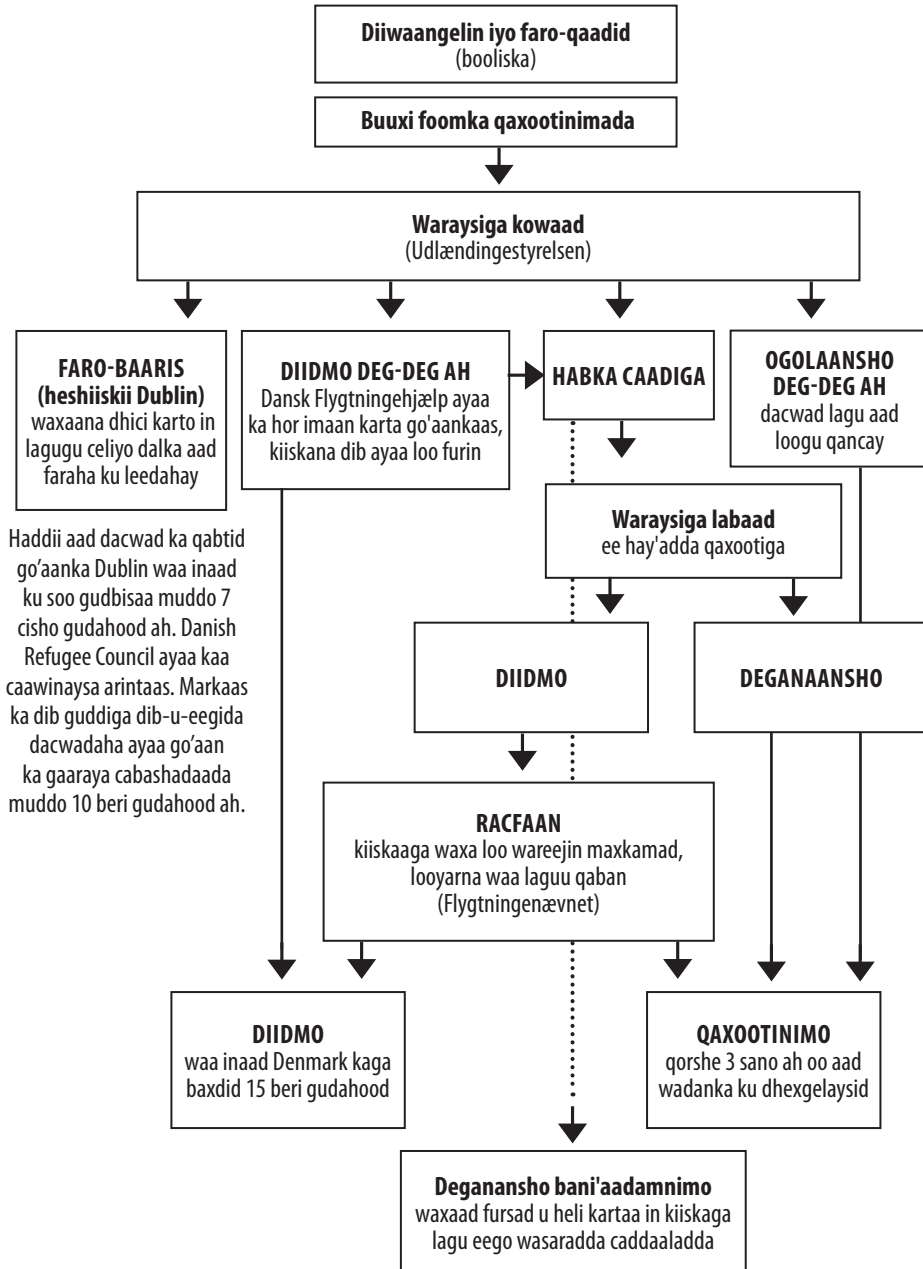 Diiwaangelin iyo faro-qaadid
(booliska)
Buuxi foomka qaxootinimada
Waraysiga kowaad
(Udlændingestyrelsen)
FARO-BAARIS
(heshiiskii Dublin)
waxaana dhici karto in
lagugu celiyo dalka aad
faraha ku leedahay
DIIDMO DEG-DEG AH
Dansk Flygtningehjælp ayaa
ka hor imaan karta go'aankaas,
kiiskana dib ayaa loo furin
HABKA CAADIGA
OGOLAANSHO
DEG-DEG AH
dacwad lagu aad
loogu qancay
Haddii aad dacwad ka qabtid
go’aanka Dublin waa inaad
ku soo gudbisaa muddo 7
cisho gudahood ah. Danish
Refugee Council ayaa kaa
caawinaysa arintaas. Markaas
ka dib guddiga dib-u-eegida
dacwadaha ayaa go’aan
ka gaaraya cabashadaada
muddo 10 beri gudahood ah.
Waraysiga labaad
ee hay'adda qaxootiga
DIIDMO
DEGANAANSHO
RACFAAN
kiiskaaga waxa loo wareejin maxkamad,
looyarna waa laguu qaban
(Flygtningenævnet)
DIIDMO
waa inaad Denmark kaga
baxdid 15 beri gudahood
QAXOOTINIMO
qorshe 3 sano ah oo aad
wadanka ku dhexgelaysid
Deganansho bani'aadamnimo
waxaad fursad u heli kartaa in kiiskaga
lagu eego wasaradda caddaaladda